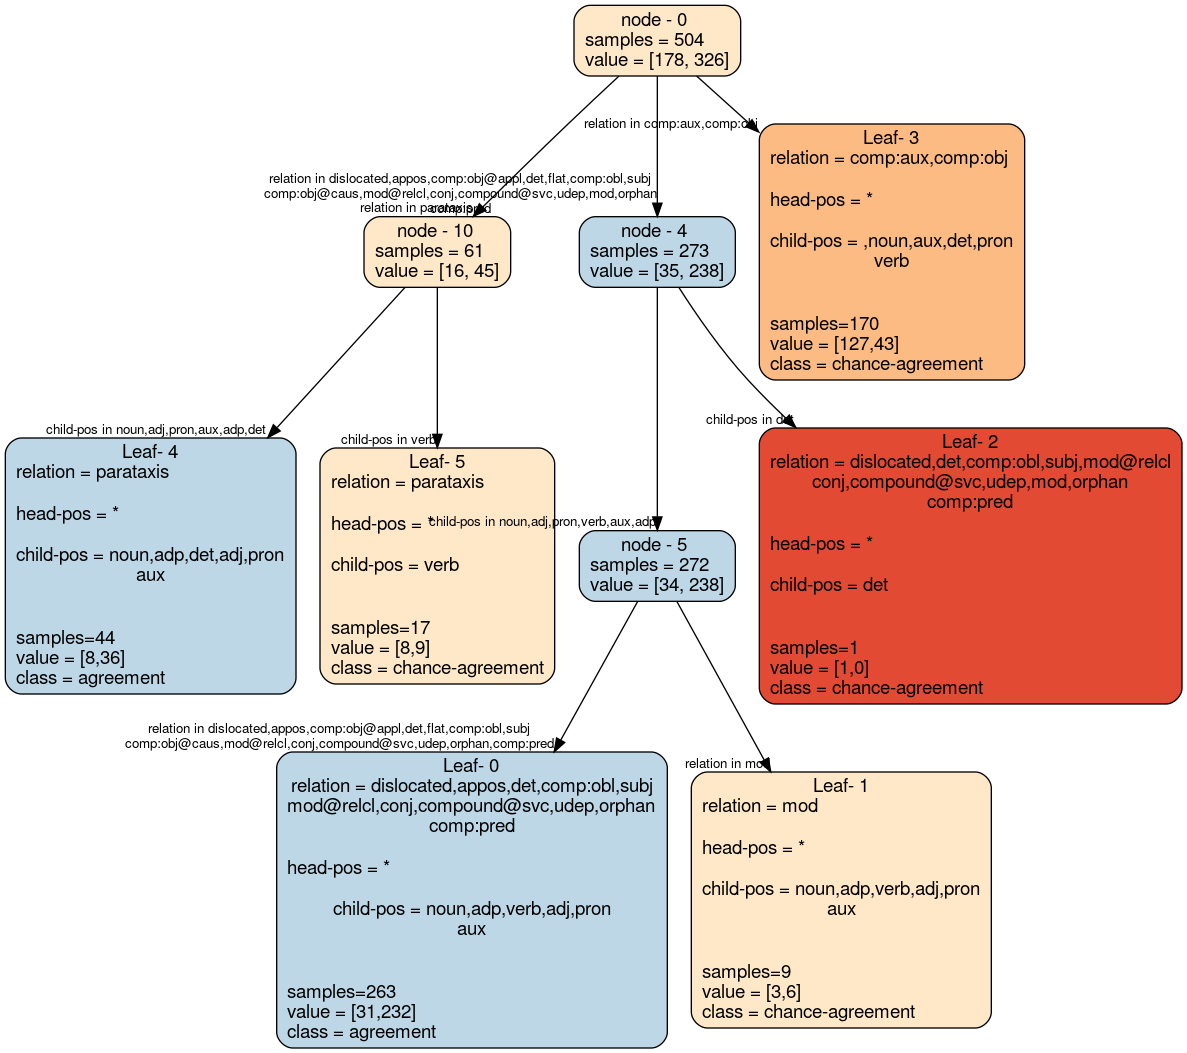 node - 0
samples = 504
value = [178, 326]
relation in comp:aux,comp:obj
Leaf- 3
relation = comp:aux,comp:obj
head-pos = *
child-pos = ,noun,aux,det,pron
verb
samples=170
value = [127,43]
class = chance-agreement
relation in dislocated,appos,comp:obj@appl,det,flat,comp:obl,subj
comp:obj@caus,mod@relcl,conj,compound@svc,udep,mod,orphan
comp:pred
relation in parataxis
node - 10
samples = 61
value = [16, 45]
node - 4
samples = 273
value = [35, 238]
child-pos in noun,adj,pron,aux,adp,det
Leaf- 4
relation = parataxis
head-pos = *
child-pos = noun,adp,det,adj,pron
aux
samples=44
value = [8,36]
class = agreement
child-pos in verb
Leaf- 5
relation = parataxis
head-pos = *
child-pos = verb
samples=17
value = [8,9]
class = chance-agreement
child-pos in noun,adj,pron,verb,aux,adp
node - 5
samples = 272
value = [34, 238]
child-pos in det
Leaf- 2
relation = dislocated,det,comp:obl,subj,mod@relcl
conj,compound@svc,udep,mod,orphan
comp:pred
head-pos = *
child-pos = det
samples=1
value = [1,0]
class = chance-agreement
relation in dislocated,appos,comp:obj@appl,det,flat,comp:obl,subj
comp:obj@caus,mod@relcl,conj,compound@svc,udep,orphan,comp:pred
Leaf- 0
relation = dislocated,appos,det,comp:obl,subj
mod@relcl,conj,compound@svc,udep,orphan
comp:pred
head-pos = *
child-pos = noun,adp,verb,adj,pron
aux
samples=263
value = [31,232]
class = agreement
relation in mod
Leaf- 1
relation = mod
head-pos = *
child-pos = noun,adp,verb,adj,pron
aux
samples=9
value = [3,6]
class = chance-agreement